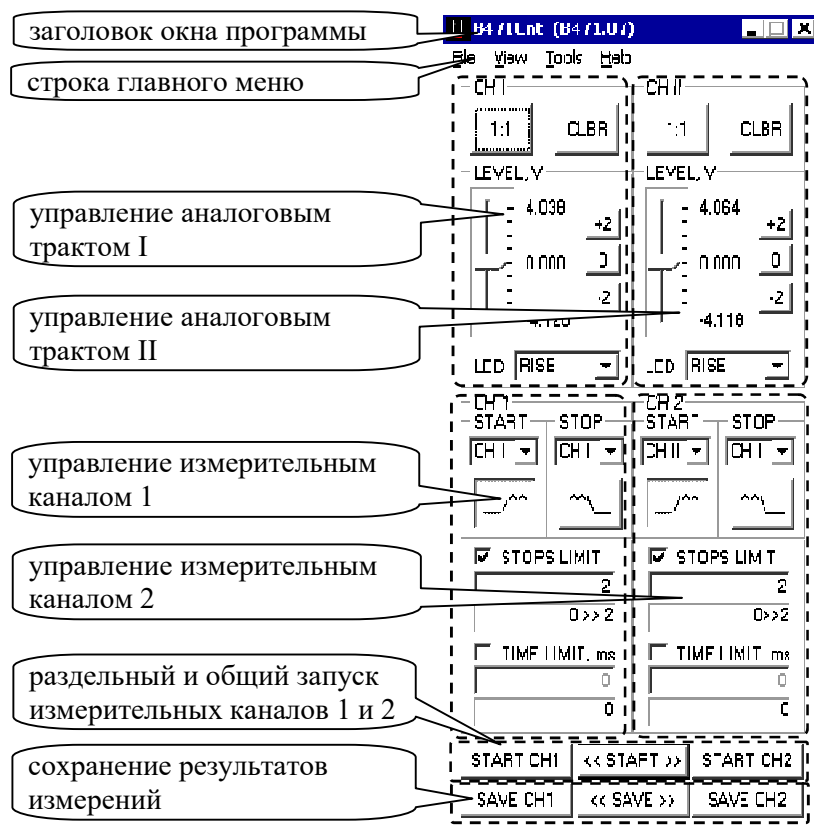 заголовок окна программы
B471Cnt (B471.07)
строка главного меню
File View Tools Help
CH I CH II
1:1 CLBR 1:1 CLBR
LEVEL, V LEVEL, V
управление аналоговым
трактом I
4.038 +2 4.064 +2
0.000 0 0.000 0
-2 -2
-4.118
управление аналоговым
трактом II
RISE RISE
CH 1 CH 2
START STOP START STOP
CH I CH I CH II CH I
управление измерительным
каналом 1
STOPS LIMIT STOPS LIMIT
2 2
0>>2 0>>2
управление измерительным
каналом 2
TIME LIMIT, ms TIME LIMIT, ms
0 0
0 0
раздельный и общий запуск
измерительных каналов 1 и 2
START CH1 << START >> START CH2
сохранение результатов
измерений
SAVE CH1 << SAVE >> SAVE CH2